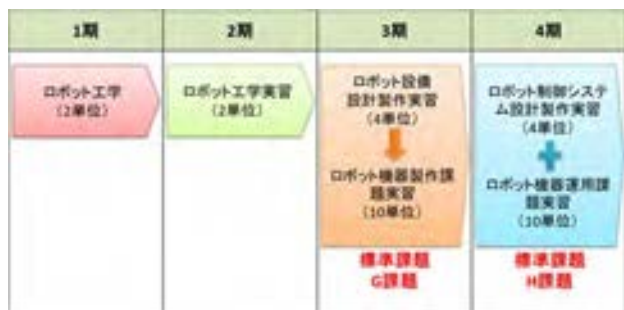 1期
2期
3期
4期
ロボット工学
(2単位)
ロボット工学実習
(2単位)
ロボット設備
設計製作実習
(4単位)
ロボット機器製作課
題実習
(10単位)
標準課題
G課題
ロボット制御システ
ム設計製作実習
(4単位)
ロボット機器運用課
題実習
(10単位)
標準課題
H課題